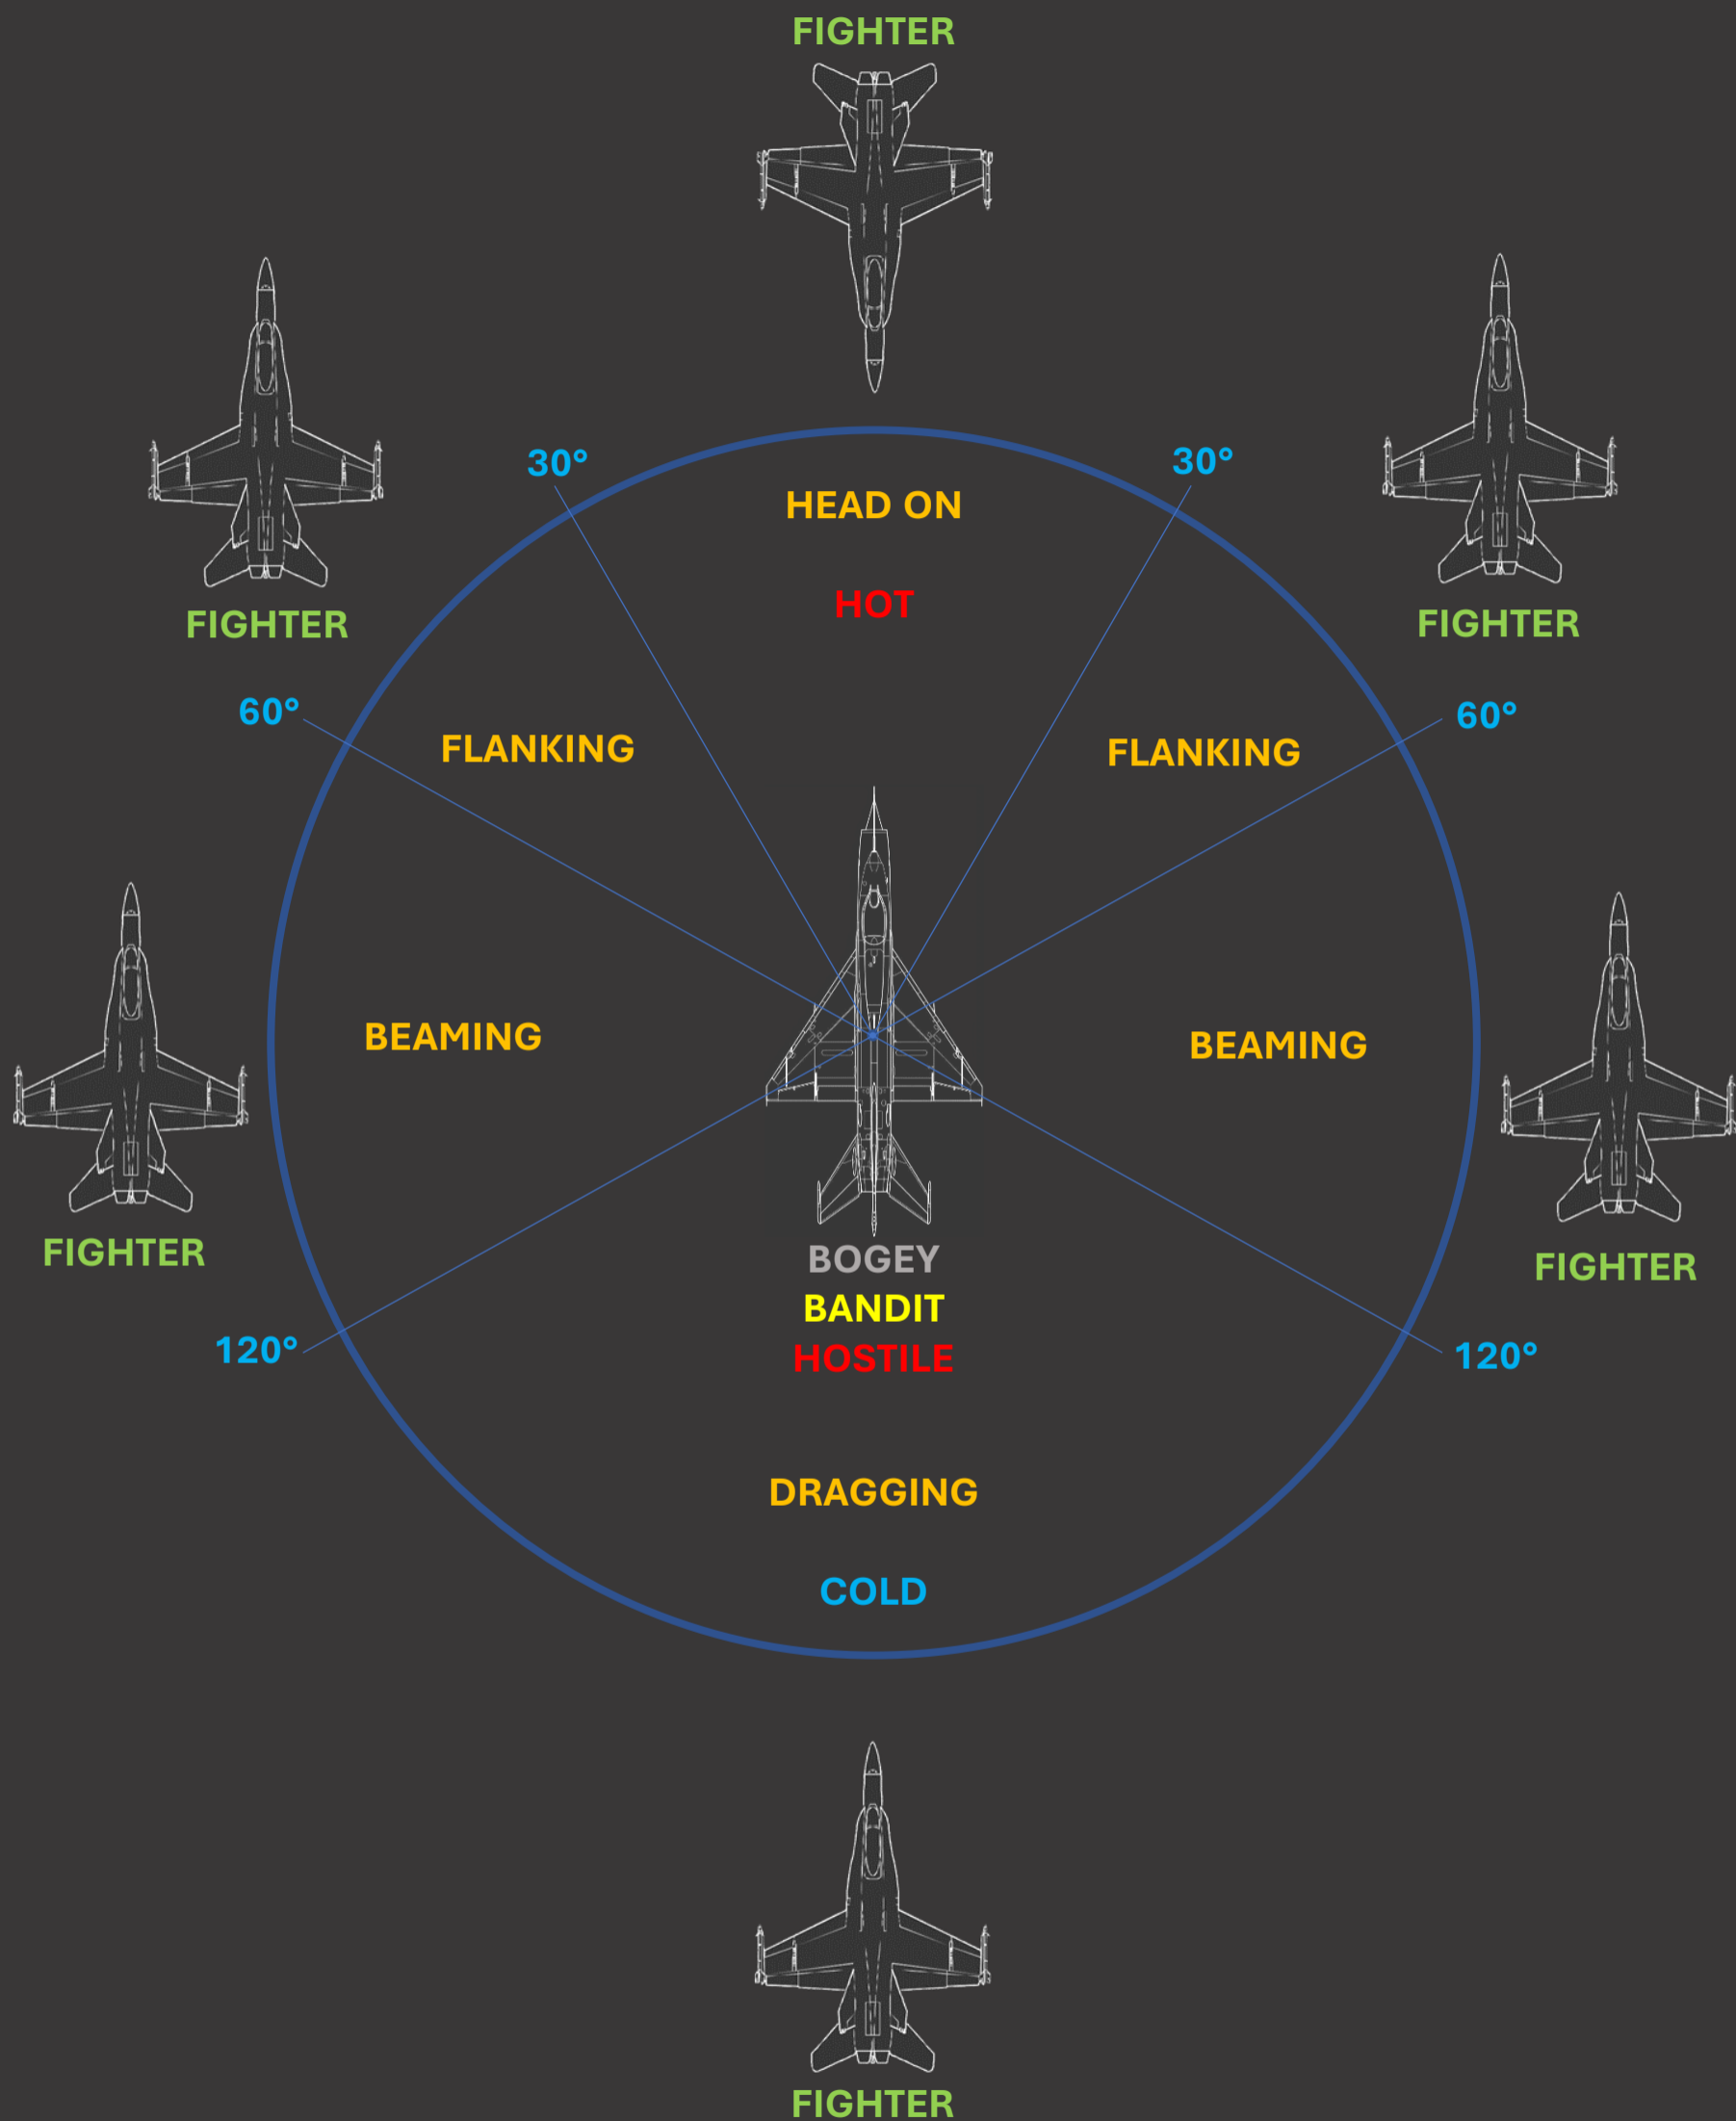 FIGHTER
30°
30°
HEAD ON
HOT
FIGHTER
FIGHTER
60°
60°
FLANKING
FLANKING
BEAMING
BEAMING
FIGHTER
BOGEY
FIGHTER
BANDIT
HOSTILE
120°
120°
DRAGGING
COLD
FIGHTER